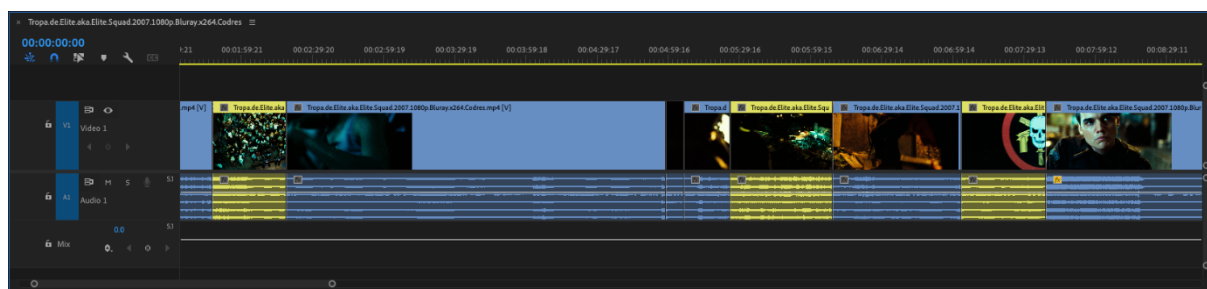 × Tropa.de.Elite.aka.Elite.Squad.2007.1080p.Bluray.x264.Codres ≡
00:00:00:00
1:21 00:01:59:21 00:02:29:20 00:02:59:19 00:03:29:19 00:03:59:18 00:04:29:17 00:04:59:16 00:05:29:16 00:05:59:15 00:06:29:14 00:06:59:14 00:07:29:13 00:07:59:12 00:08:29:11
.mp4 [V] Tropa.de.Elite.aka Tropa.de.Elite.aka.Elite.Squad.2007.1080p.Bluray.x264.Codres.mp4 [V] Tropa.d Tropa.de.Elite.aka.Elite.Squ Tropa.de.Elite.aka.Elite.Squad.2007.1 Tropa.de.Elite.aka.Elit Tropa.de.Elite.aka.Elite.Squad.2007.1080p.Blur
V1 Video 1
M S 5.1
A1 Audio 1
0.0 5.1
Mix 0.